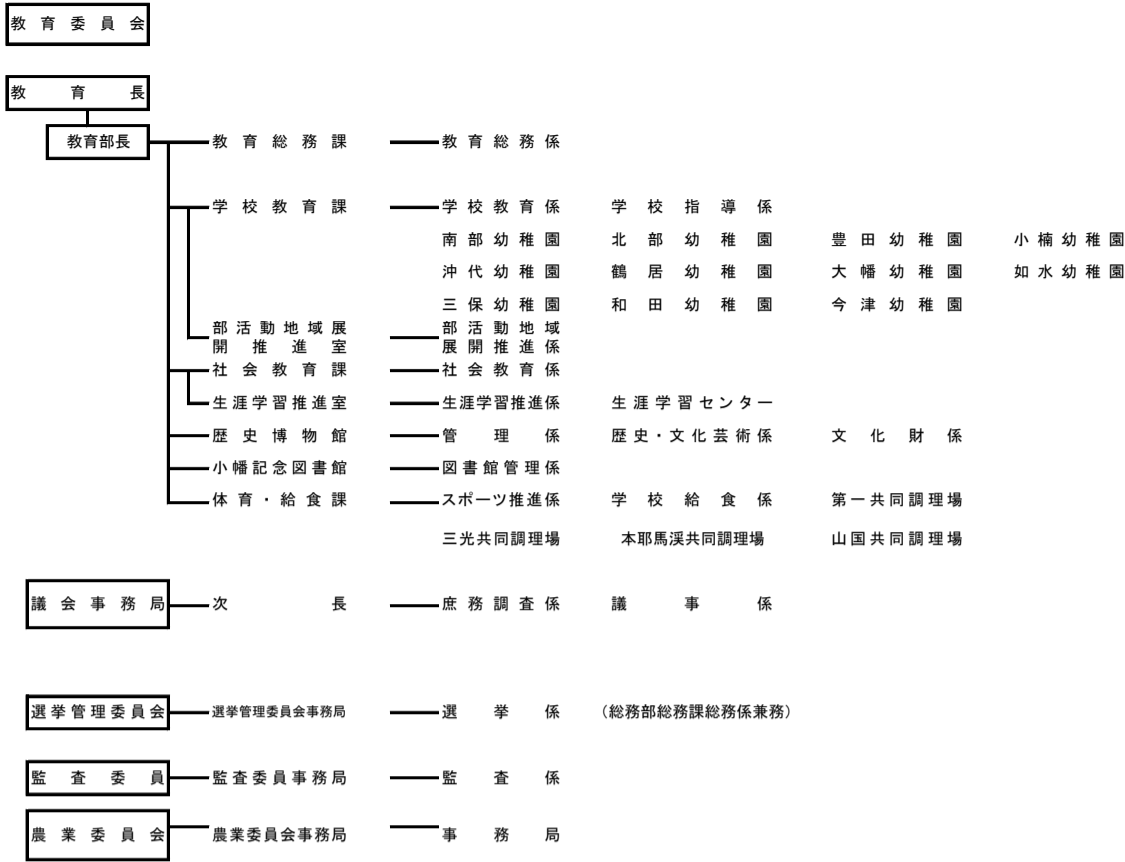 教育委員会
教育長
教育部長 教育総務課 教育総務係
学校教育課 学校教育係 学校指導係
南部幼稚園 北部幼稚園 豊田幼稚園 小楠幼稚園
沖代幼稚園 鶴居幼稚園 大幡幼稚園 如水幼稚園
三保幼稚園 和田幼稚園 今津幼稚園
部活動地域展 部活動地域
開推進室 展開推進係
社会教育課 社会教育係
生涯学習推進室 生涯学習推進係 生涯学習センター
歴史博物館 管理係 歴史・文化芸術係 文化財係
小幡記念図書館 図書館管理係
体育・給食課 スポーツ推進係 学校給食係 第一共同調理場
三光共同調理場 本耶馬渓共同調理場 山国共同調理場
議会事務局 次長 庶務調査係 議事係
選挙管理委員会 選挙管理委員会事務局 選挙係 （総務部総務課総務係兼務）
監査委員 監査委員事務局 監査係
農業委員会 農業委員会事務局 事務局